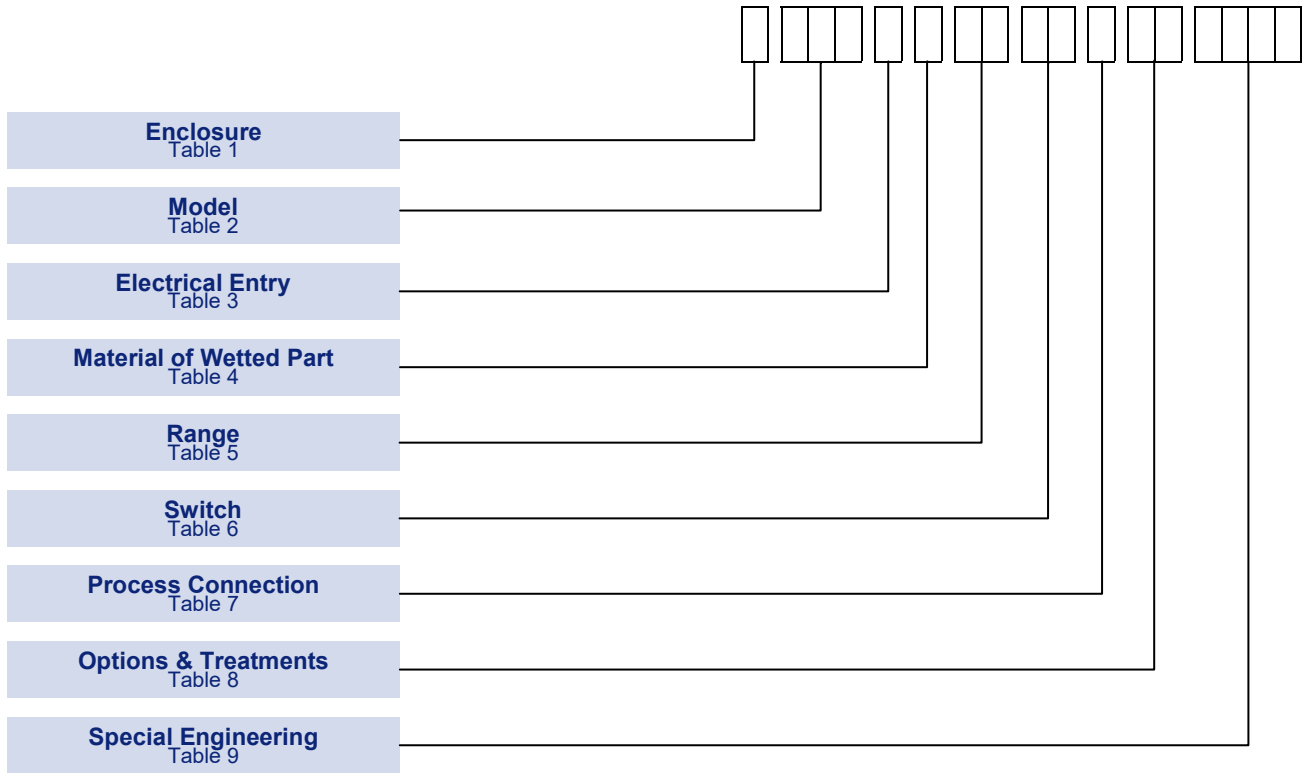 Enclosure
Table 1
Model
Table 2
Electrical Entry
Table 3
Material of Wetted Part
Table 4
Range
Table 5
Switch
Table 6
Process Connection
Table 7
Options & Treatments
Table 8
Special Engineering
Table 9